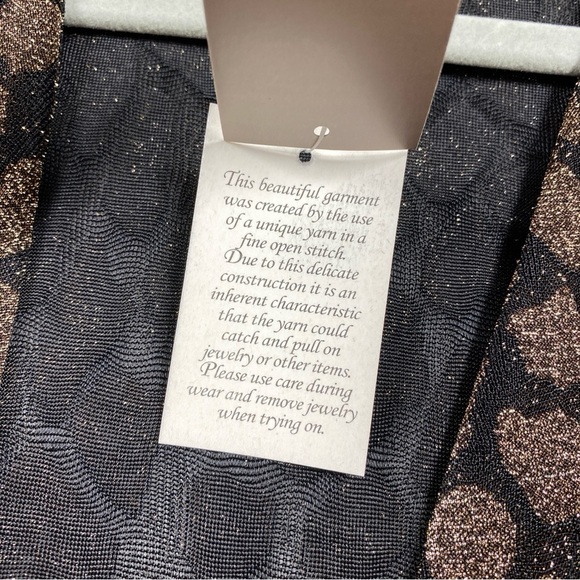 This beautiful garment
was created by the use
of a unique yarn in a
fine open stitch.
Due to this delicate
construction it is an
inherent characteristic
that the yarn could
catch and pull on
jewelry or other items.
Please use care during
wear and remove jewelry
when trying on.